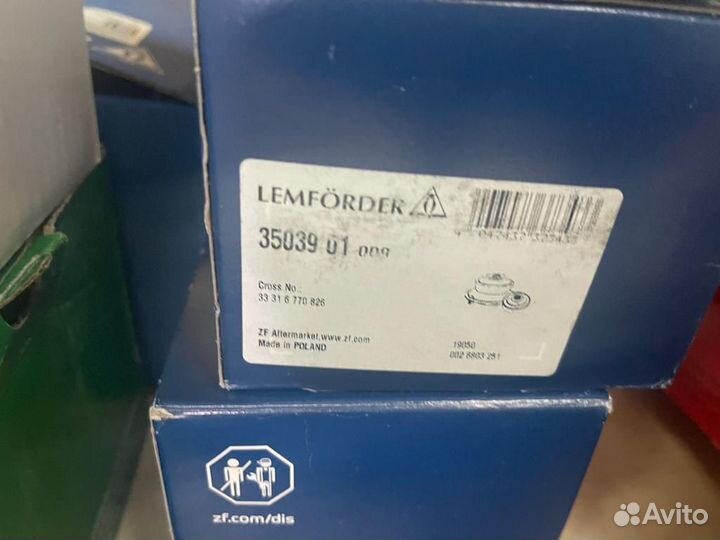 LEMFÖRDER
35039 01 009
Cross No.:
33 31 6 770 826
ZF Aftermarket, www.zf.com
Made in POLAND
19050
002 6803 251
zf.com/dis
Avito